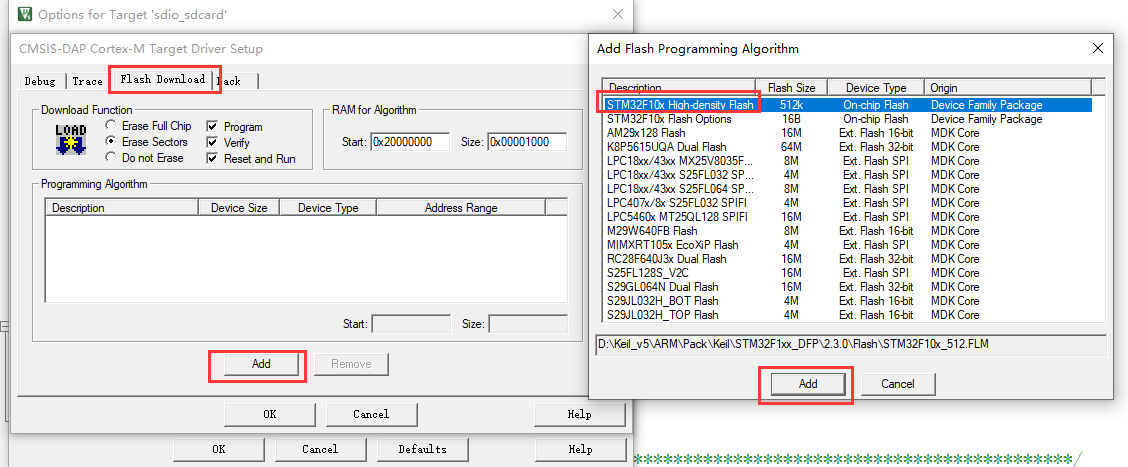 Options for Target 'sdio_sdcard'
CMSIS-DAP Cortex-M Target Driver Setup
Debug Trace Flash Download Pack
Download Function
LOAD
Erase Full Chip
Erase Sectors
Do not Erase
Program
Verify
Reset and Run
RAM for Algorithm
Start: 0x20000000 Size: 0x00001000
Programming Algorithm
Description Device Size Device Type Address Range
Start: Size:
Add Remove
OK Cancel Help
OK Cancel Defaults Help
Add Flash Programming Algorithm
Description Flash Size Device Type Origin
STM32F10x High-density Flash 512k On-chip Flash Device Family Package
STM32F10x Flash Options 16B On-chip Flash Device Family Package
AM29x128 Flash 16M Ext. Flash 16-bit MDK Core
K8P5615UQA Dual Flash 64M Ext. Flash 32-bit MDK Core
LPC18xx/43xx MX25V8035F... 8M Ext. Flash SPI MDK Core
LPC18xx/43xx S25FL032 SP... 4M Ext. Flash SPI MDK Core
LPC18xx/43xx S25FL064 SP... 8M Ext. Flash SPI MDK Core
LPC407x/8x S25FL032 SPIFI 4M Ext. Flash SPI MDK Core
LPC5460x MT25QL128 SPIFI 16M Ext. Flash SPI MDK Core
M29W640FB Flash 8M Ext. Flash 16-bit MDK Core
MIMXRT105x EcoXiP Flash 4M Ext. Flash SPI MDK Core
RC28F640J3x Dual Flash 16M Ext. Flash 32-bit MDK Core
S25FL128S_V2C 16M Ext. Flash SPI MDK Core
S29GL064N Dual Flash 16M Ext. Flash 32-bit MDK Core
S29JL032H_BOT Flash 4M Ext. Flash 16-bit MDK Core
S29JL032H_TOP Flash 4M Ext. Flash 16-bit MDK Core
D:\Keil_v5\ARM\Pack\Keil\STM32F1xx_DFP\2.3.0\Flash\STM32F10x_512.FLM
Add Cancel
********************************************/